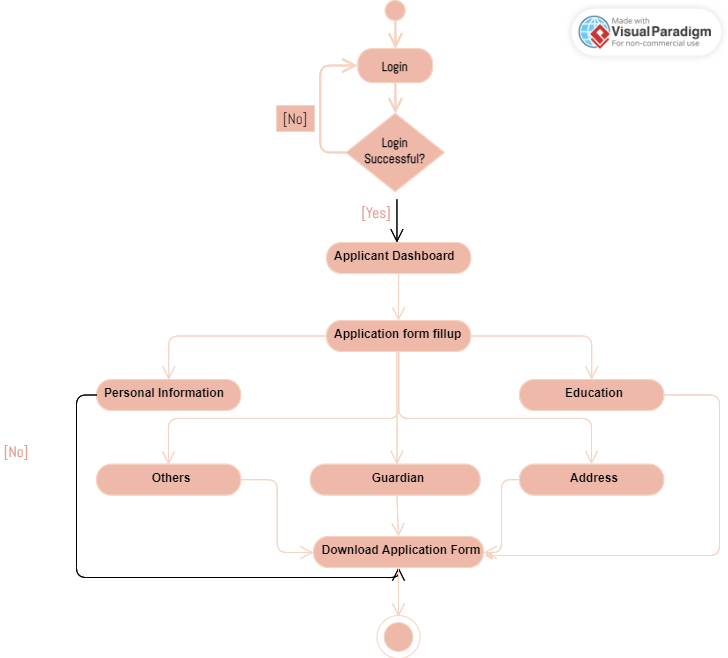 Made with
Visual Paradigm
For non-commercial use
Login
[No]
Login
Successful?
[Yes]
Applicant Dashboard
Application form fillup
Personal Information
Education
[No]
Others
Guardian
Address
Download Application Form